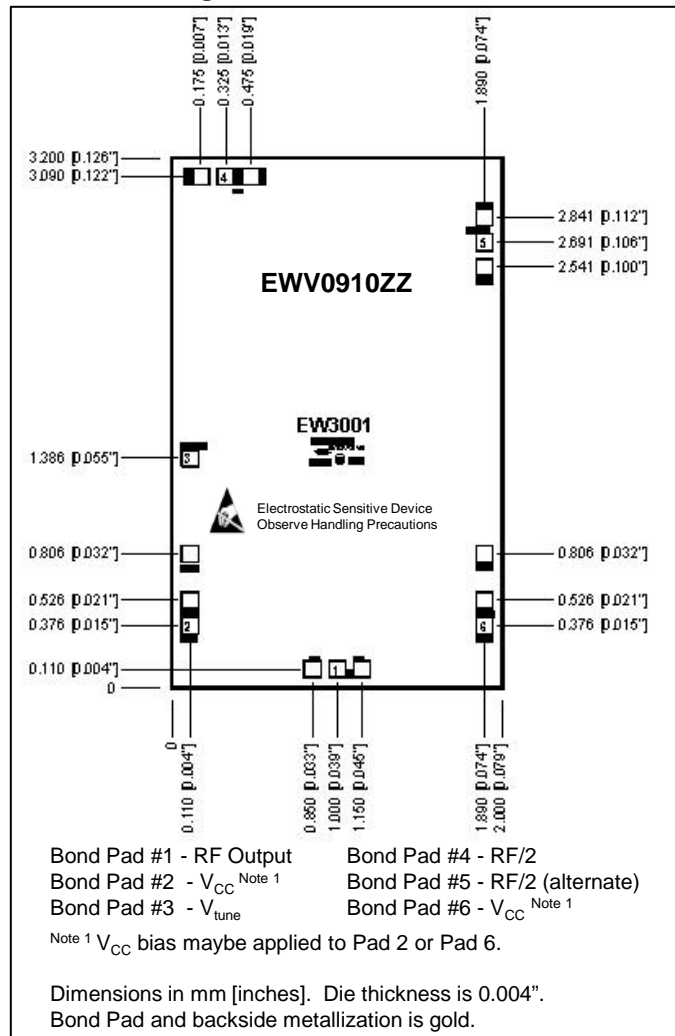 0.175 [0.007"]
0.325 [0.013"]
0.475 [0.019"]
1.890 [0.074"]
3.200 [0.126"]
3.090 [0.122"]
4
2.841 [0.112"]
2.691 [0.106"]
5
2.541 [0.100"]
EWV0910ZZ
EW3001
1.386 [0.055"]
3
Electrostatic Sensitive Device
Observe Handling Precautions
0.806 [0.032"]
0.806 [0.032"]
0.526 [0.021"]
0.526 [0.021"]
0.376 [0.015"]
2
6
0.376 [0.015"]
0.110 [0.004"]
1
0
0
0.110 [0.004"]
0.850 [0.033"]
1.000 [0.039"]
1.150 [0.045"]
1.890 [0.074"]
2.000 [0.079"]
Bond Pad #1 - RF Output
Bond Pad #4 - RF/2
Bond Pad #2 - VCC Note 1
Bond Pad #5 - RF/2 (alternate)
Bond Pad #3 - Vtune
Bond Pad #6 - VCC Note 1
Note 1 VCC bias maybe applied to Pad 2 or Pad 6.
Dimensions in mm [inches]. Die thickness is 0.004".
Bond Pad and backside metallization is gold.